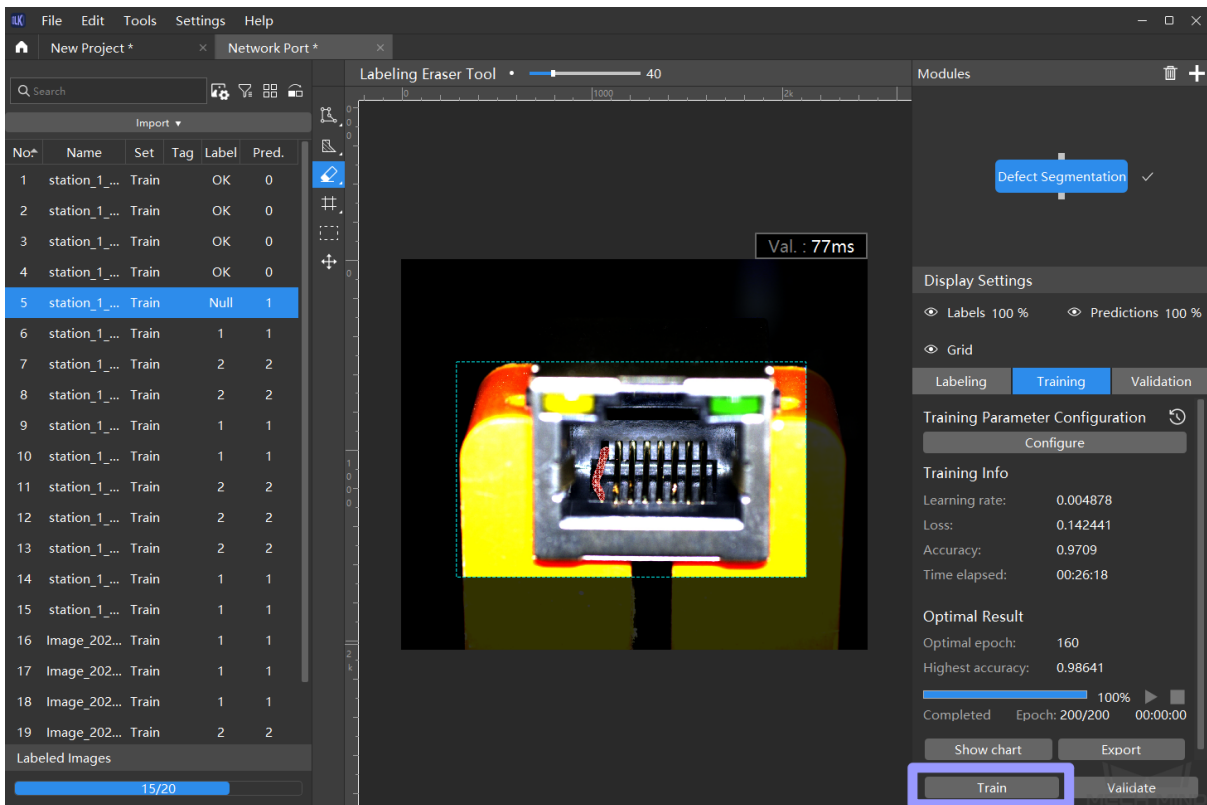 File Edit Tools Settings Help
New Project * × Network Port * ×
Labeling Eraser Tool • 40
Modules
Search
Import ▾
No. Name Set Tag Label Pred.
1 station_1_... Train OK 0
2 station_1_... Train OK 0
3 station_1_... Train OK 0
4 station_1_... Train OK 0
5 station_1_... Train Null 1
6 station_1_... Train 1 1
7 station_1_... Train 2 2
8 station_1_... Train 2 2
9 station_1_... Train 1 1
10 station_1_... Train 1 1
11 station_1_... Train 2 2
12 station_1_... Train 2 2
13 station_1_... Train 2 2
14 station_1_... Train 1 1
15 station_1_... Train 1 1
16 Image_202... Train 1 1
17 Image_202... Train 1 1
18 Image_202... Train 1 1
19 Image_202... Train 2 2
Labeled Images
15/20
0 1000 2k
Val. : 77ms
Defect Segmentation
Display Settings
Labels 100 % Predictions 100 %
Grid
Labeling Training Validation
Training Parameter Configuration
Configure
Training Info
Learning rate: 0.004878
Loss: 0.142441
Accuracy: 0.9709
Time elapsed: 00:26:18
Optimal Result
Optimal epoch: 160
Highest accuracy: 0.98641
100%
Completed Epoch: 200/200 00:00:00
Show chart Export
Train Validate